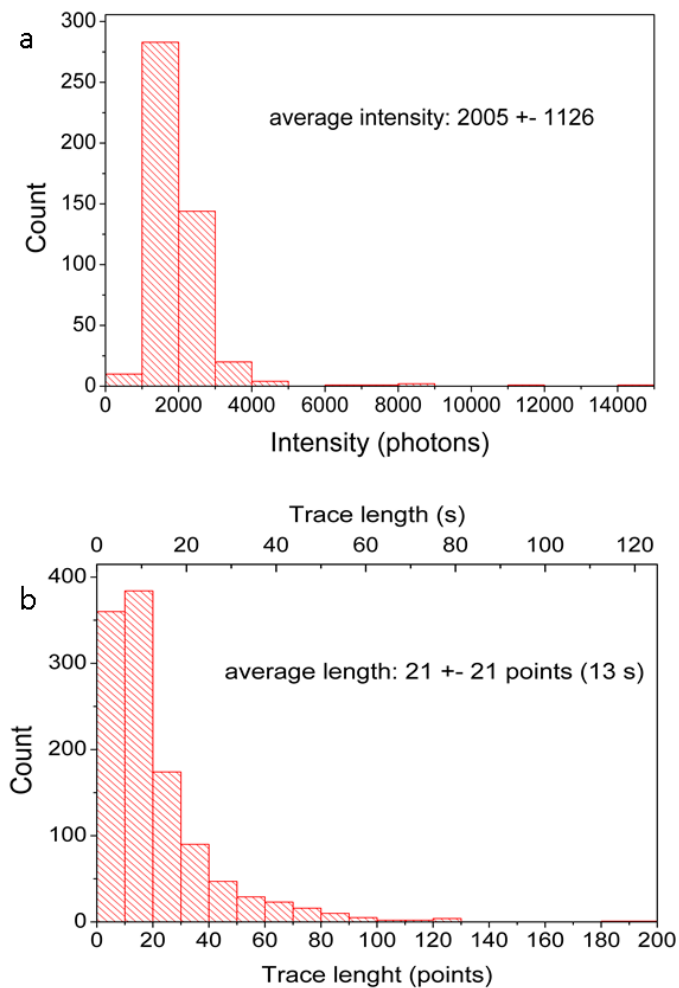 a
300
250
200
150
100
50
0
Count
average intensity: 2005 +- 1126
0 2000 4000 6000 8000 10000 12000 14000
Intensity (photons)
Trace length (s)
0 20 40 60 80 100 120
b
400
300
200
100
0
Count
average length: 21 +- 21 points (13 s)
0 20 40 60 80 100 120 140 160 180 200
Trace lenght (points)